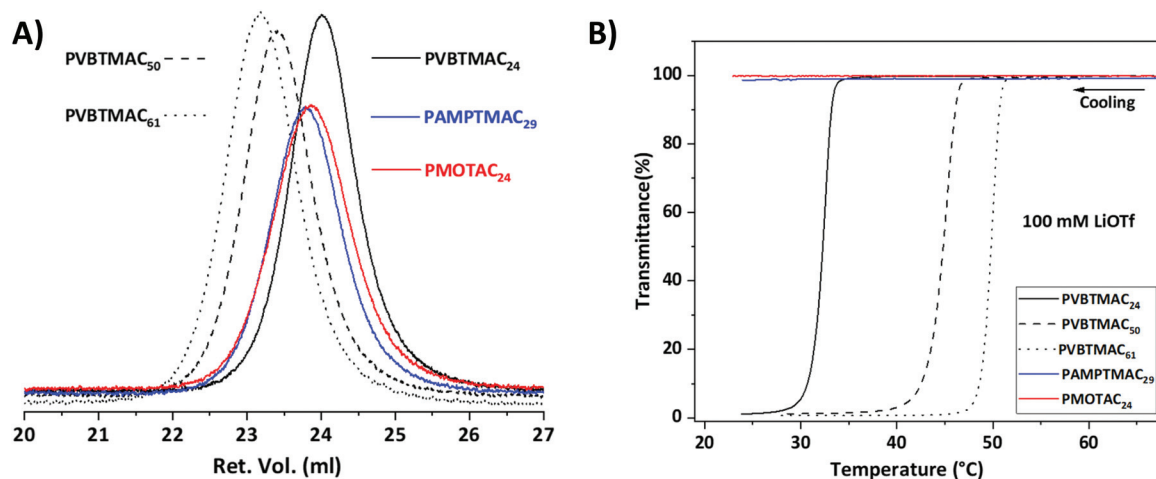 A)
PVBTMAC50
PVBTMAC61
PVBTMAC24
PAMPTMAC29
PMOTAC24
20 21 22 23 24 25 26 27
Ret. Vol. (ml)
B)
Transmittance(%)
100
80
60
40
20
0
Cooling
100 mM LiOTf
PVBTMAC24
PVBTMAC50
PVBTMAC61
PAMPTMAC29
PMOTAC24
20 30 40 50 60
Temperature (°C)